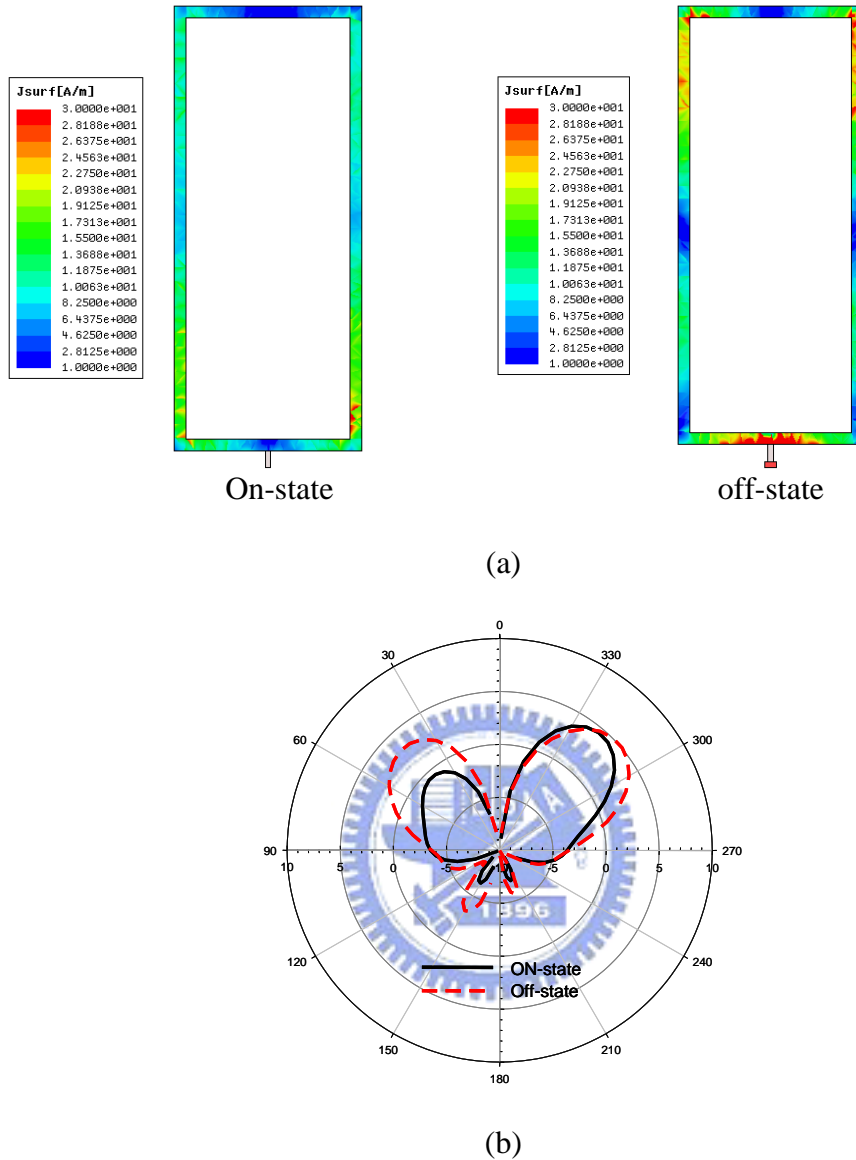 Jsurf[A/m]
3.0000e+001
2.8188e+001
2.6375e+001
2.4563e+001
2.2750e+001
2.0938e+001
1.9125e+001
1.7313e+001
1.5500e+001
1.3688e+001
1.1875e+001
1.0063e+001
8.2500e+000
6.4375e+000
4.6250e+000
2.8125e+000
1.0000e+000
Jsurf[A/m]
3.0000e+001
2.8188e+001
2.6375e+001
2.4563e+001
2.2750e+001
2.0938e+001
1.9125e+001
1.7313e+001
1.5500e+001
1.3688e+001
1.1875e+001
1.0063e+001
8.2500e+000
6.4375e+000
4.6250e+000
2.8125e+000
1.0000e+000
On-state
off-state
(a)
0
30
330
60
300
90
270
10 5 0 -5 -10 -5 0 5 10
A
1896
120
240
ON-state
Off-state
150
210
180
(b)